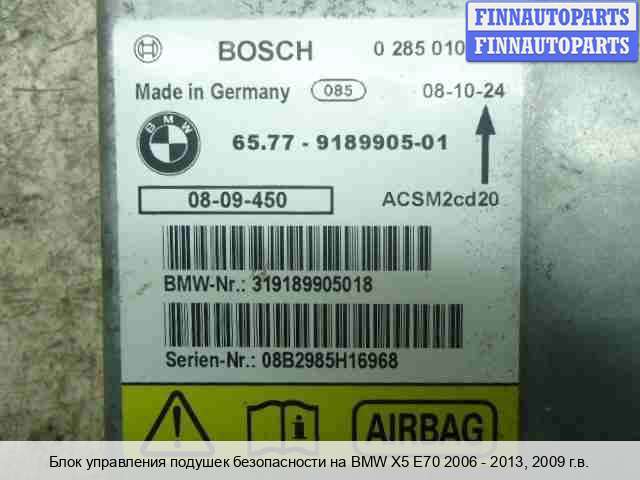 FINNAUTOPARTS
FINNAUTOPARTS
BOSCH 0 285 010
Made in Germany 085 08-10-24
BMW
65.77 - 9189905-01
08-09-450 ACSM2cd20
BMW-Nr.: 319189905018
Serien-Nr.: 08B2985H16968
AIRBAG
Блок управления подушек безопасности на BMW X5 E70 2006 - 2013, 2009 г.в.